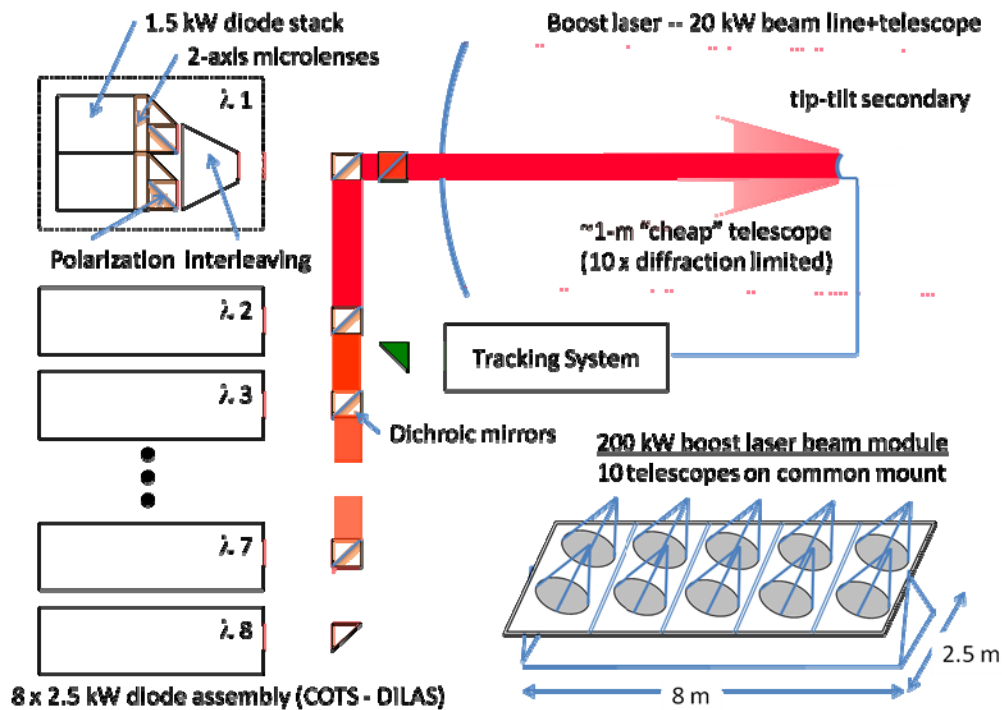 1.5 kW diode stack
2-axis microlenses
λ 1
Polarization Interleaving
λ 2
λ 3
λ 7
λ 8
8 x 2.5 kW diode assembly (COTS - DILAS)
Boost laser -- 20 kW beam line+telescope
tip-tilt secondary
~1-m “cheap” telescope
(10 x diffraction limited)
Tracking System
Dichroic mirrors
200 kW boost laser beam module
10 telescopes on common mount
2.5 m
8 m